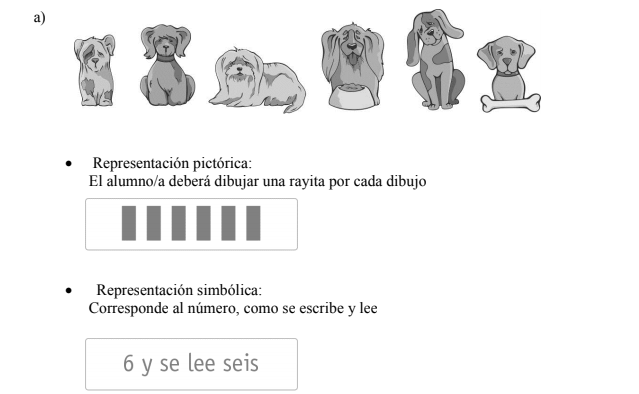 a)
• Representación pictórica:
El alumno/a deberá dibujar una rayita por cada dibujo
• Representación simbólica:
Corresponde al número, como se escribe y lee
6 y se lee seis